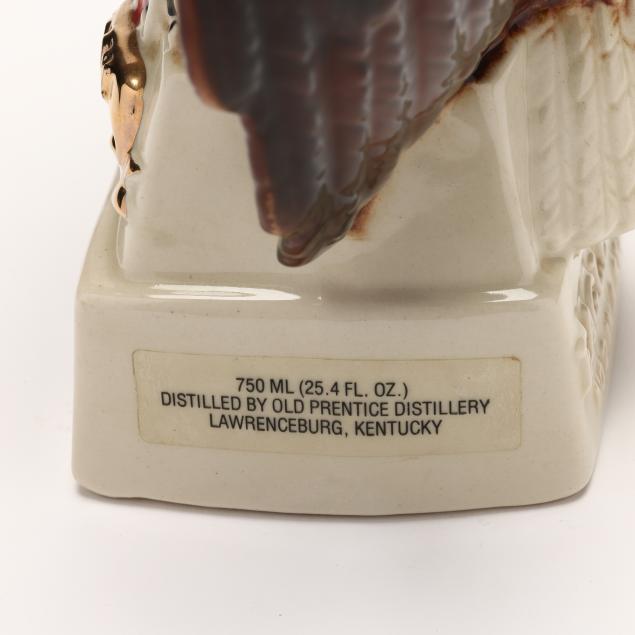 750 ML (25.4 FL. OZ.)
DISTILLED BY OLD PRENTICE DISTILLERY
LAWRENCEBURG, KENTUCKY